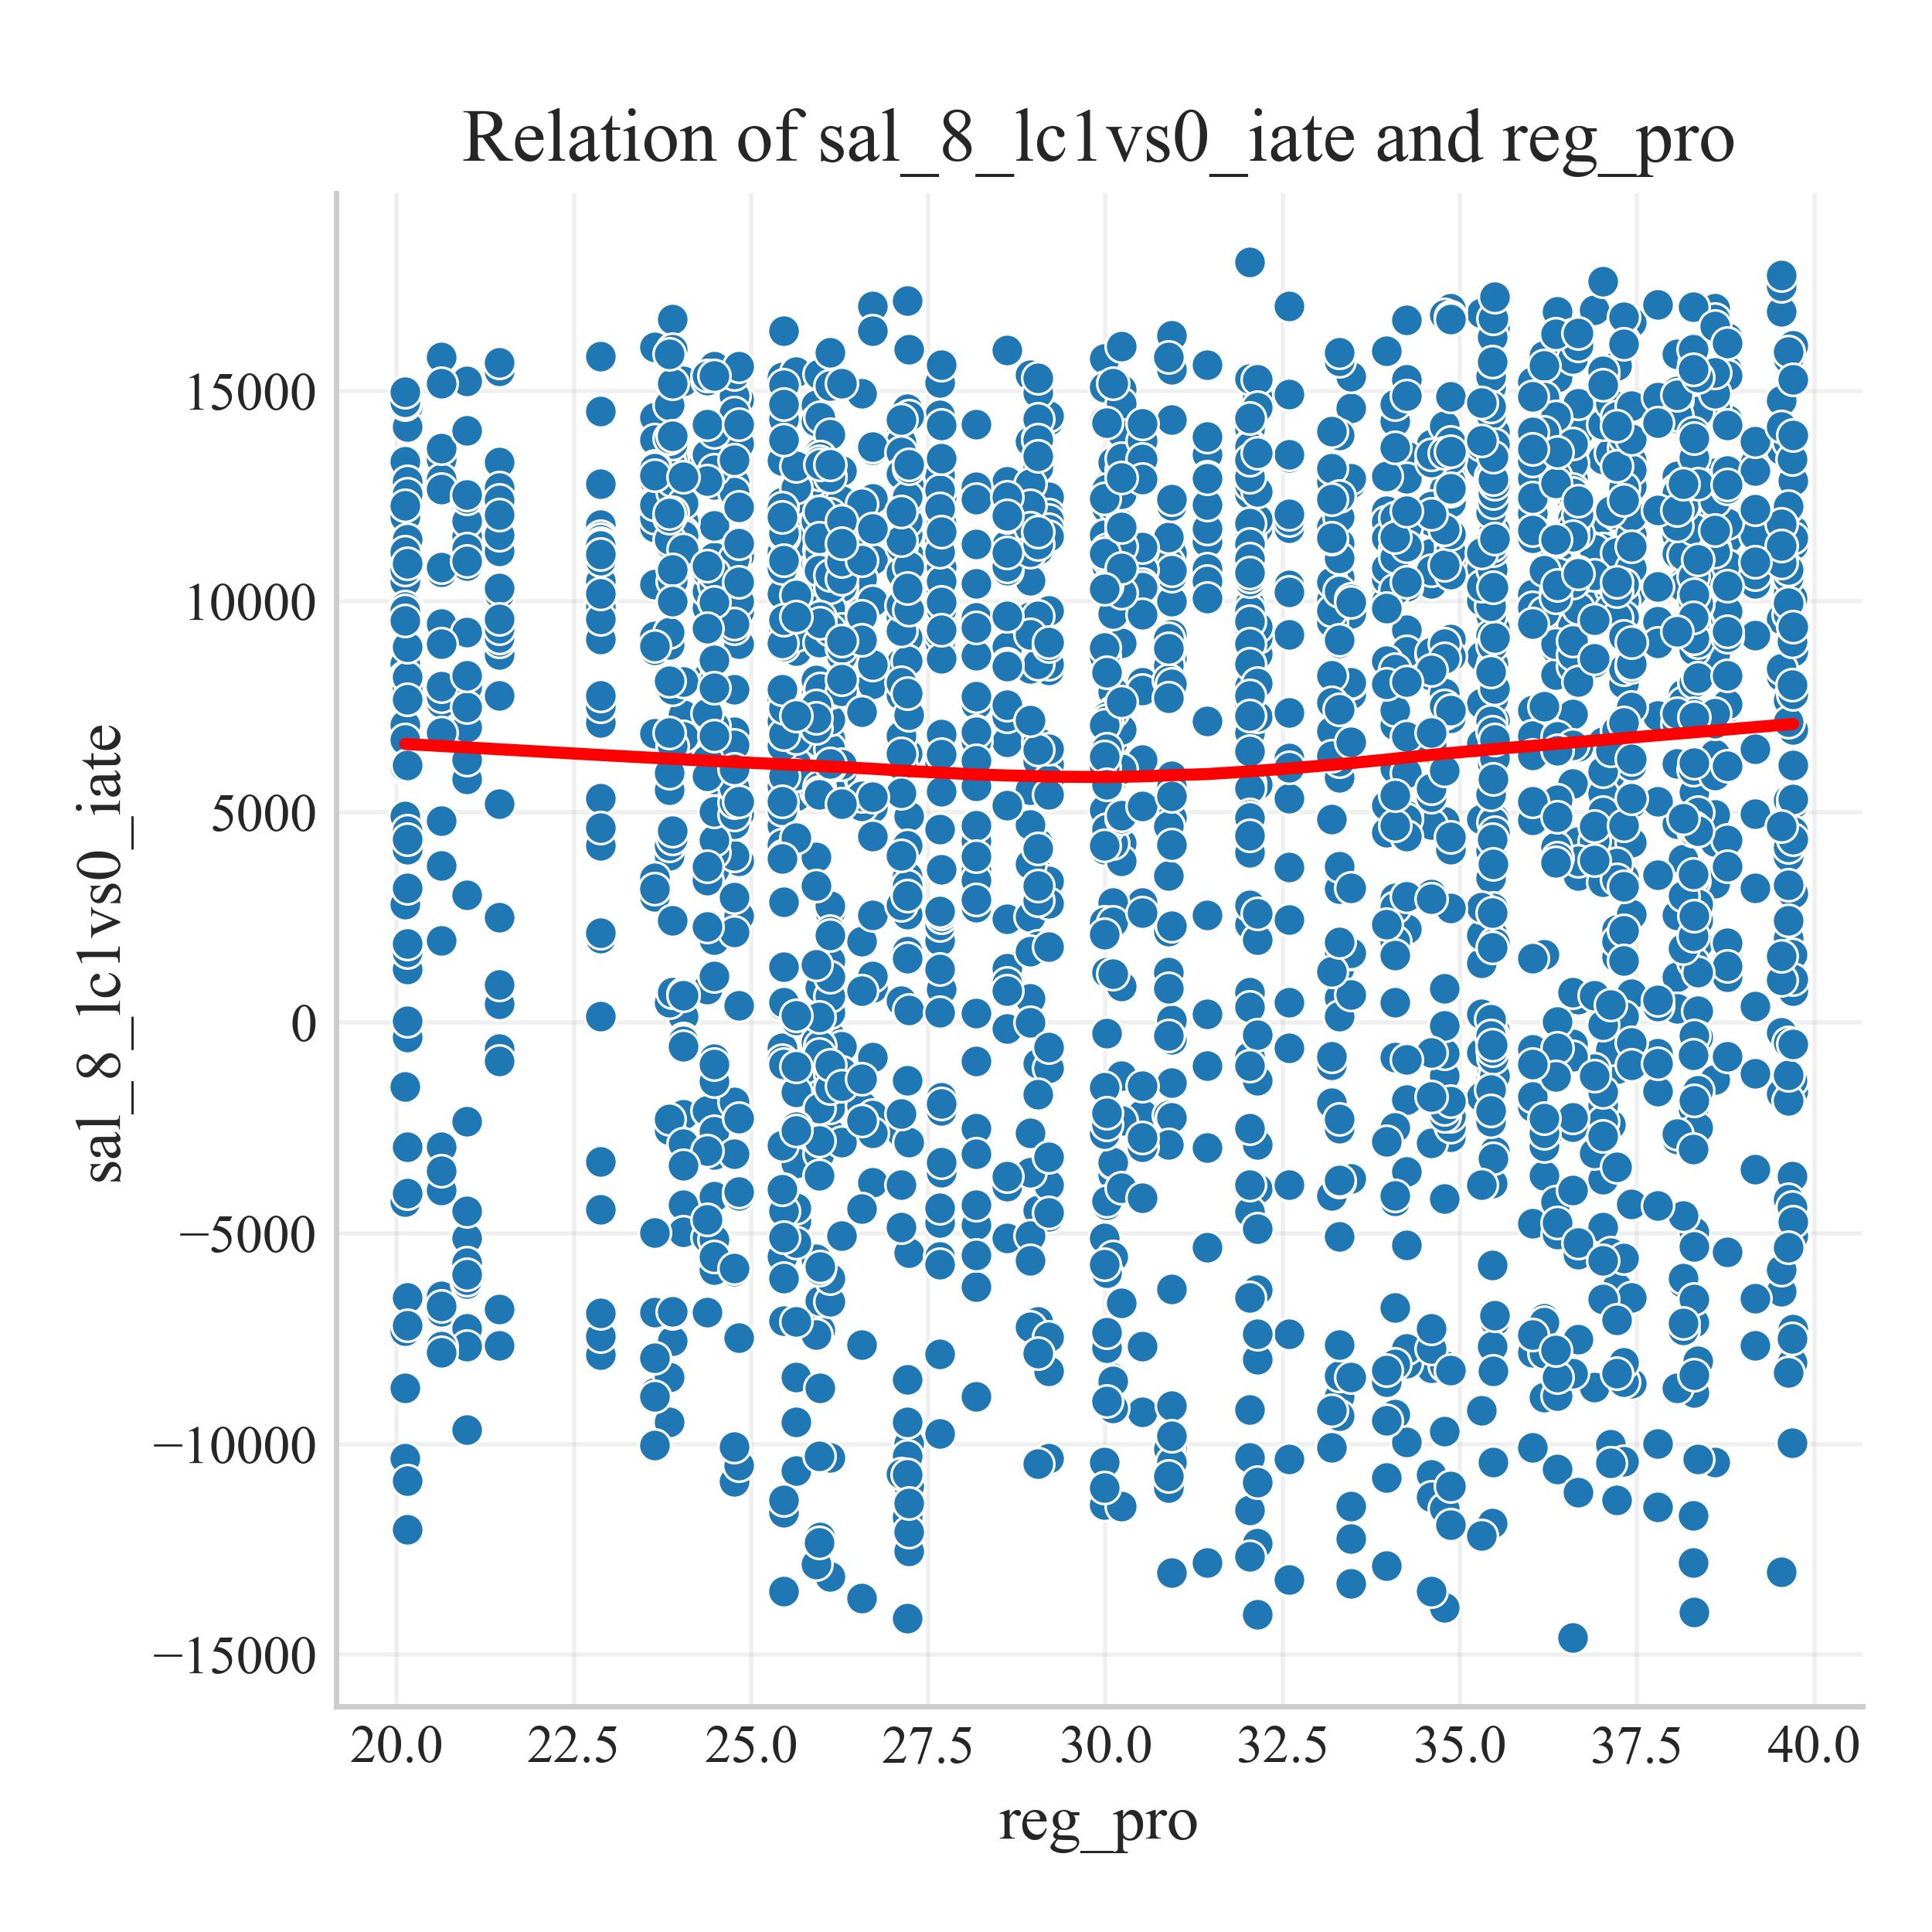 Relation of sal_8_lc1vs0_iate and reg_pro
sal_8_lc1vs0_iate
15000
10000
5000
0
−5000
−10000
−15000
20.0 22.5 25.0 27.5 30.0 32.5 35.0 37.5 40.0
reg_pro